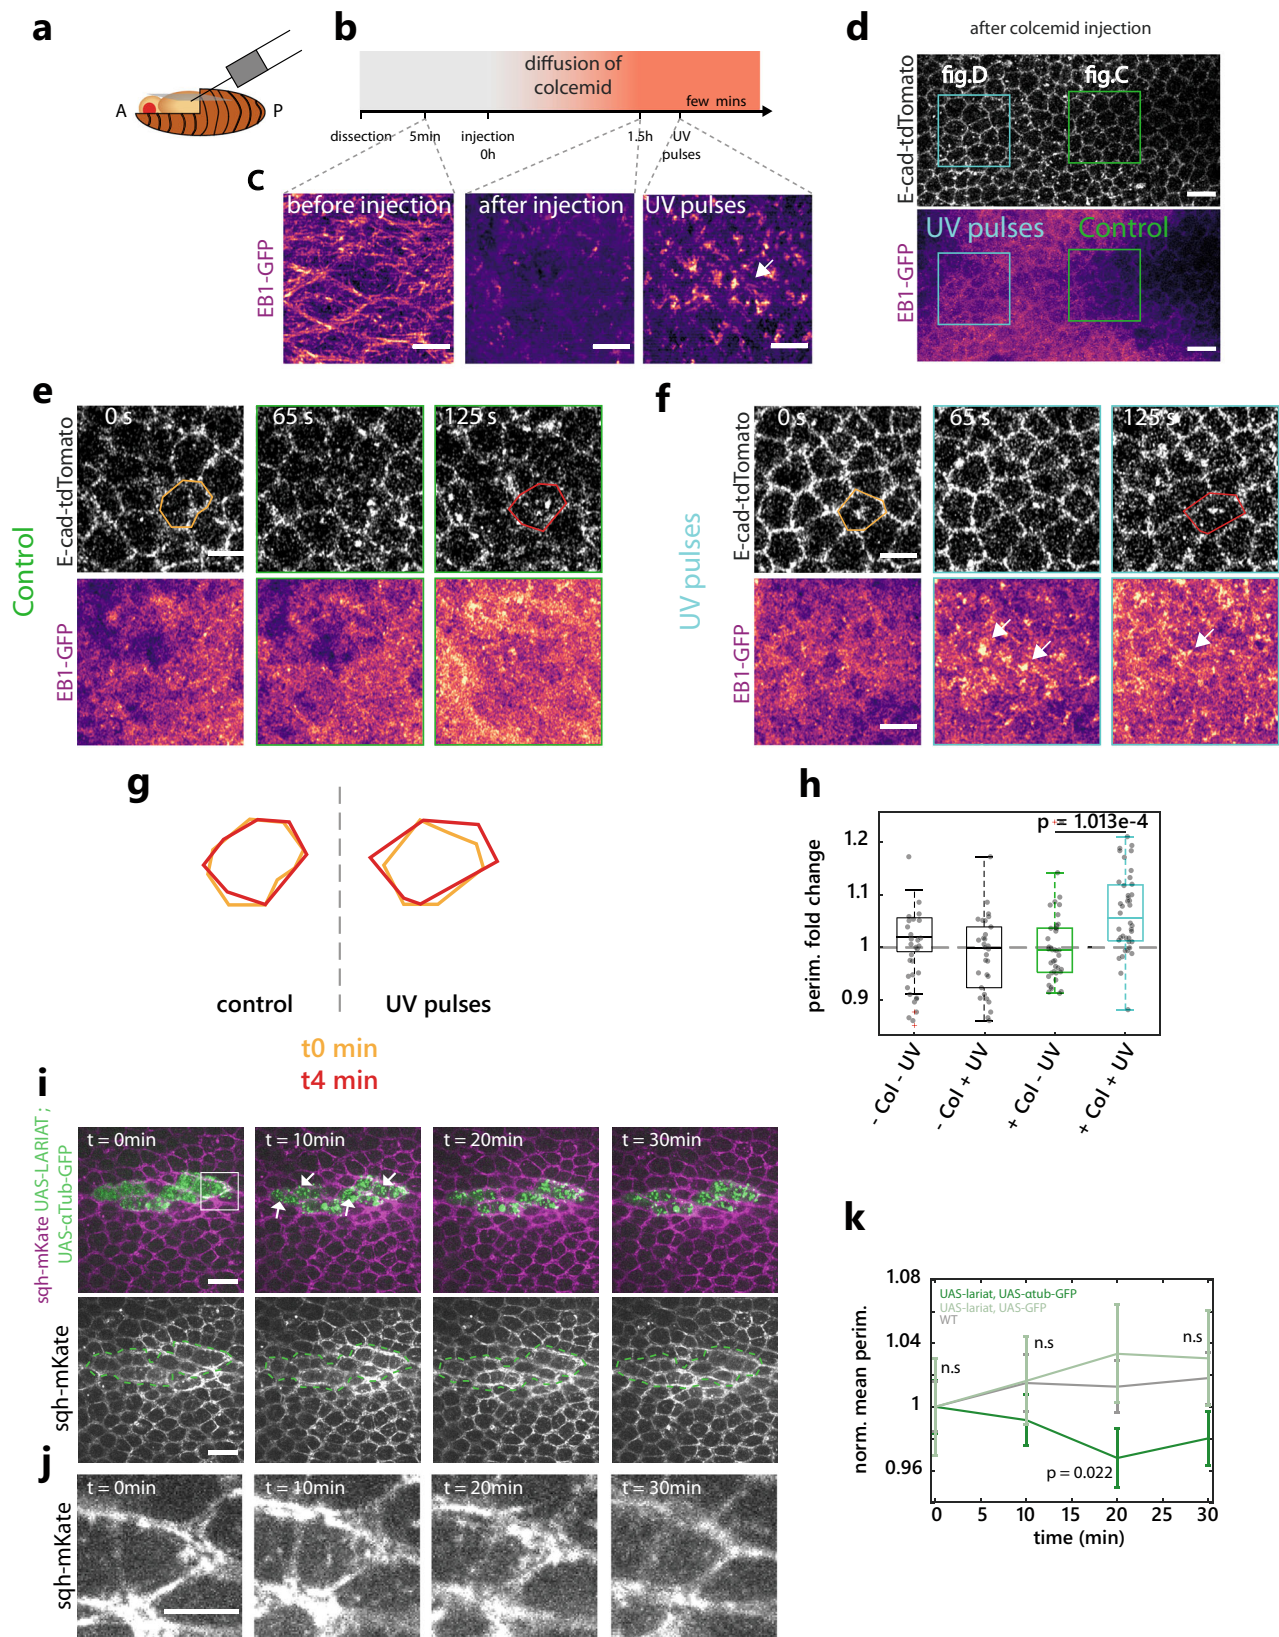 a
A
P
b
diffusion of
colcemid
few mins
dissection
5min
injection
0h
1.5h
UV
pulses
c
before injection
after injection
UV pulses
EB1-GFP
d
after colcemid injection
fig.D
fig.C
E-cad-tdTomato
UV pulses
Control
EB1-GFP
e
Control
E-cad-tdTomato
0 s
65 s
125 s
EB1-GFP
f
UV pulses
E-cad-tdTomato
0 s
65 s
125 s
EB1-GFP
g
control
UV pulses
t0 min
t4 min
h
p = 1.013e-4
perim. fold change
1.2
1.1
1
0.9
- Col - UV
- Col + UV
+ Col - UV
+ Col + UV
i
sqh-mKate UAS-LARIAT ;
UAS-αTub-GFP
t = 0min
t = 10min
t = 20min
t = 30min
sqh-mKate
j
sqh-mKate
t = 0min
t = 10min
t = 20min
t = 30min
k
norm. mean perim.
1.08
1.04
1
0.96
UAS-lariat, UAS-αtub-GFP
UAS-lariat, UAS-GFP
WT
n.s
n.s
n.s
p = 0.022
0
5
10
15
20
25
30
time (min)